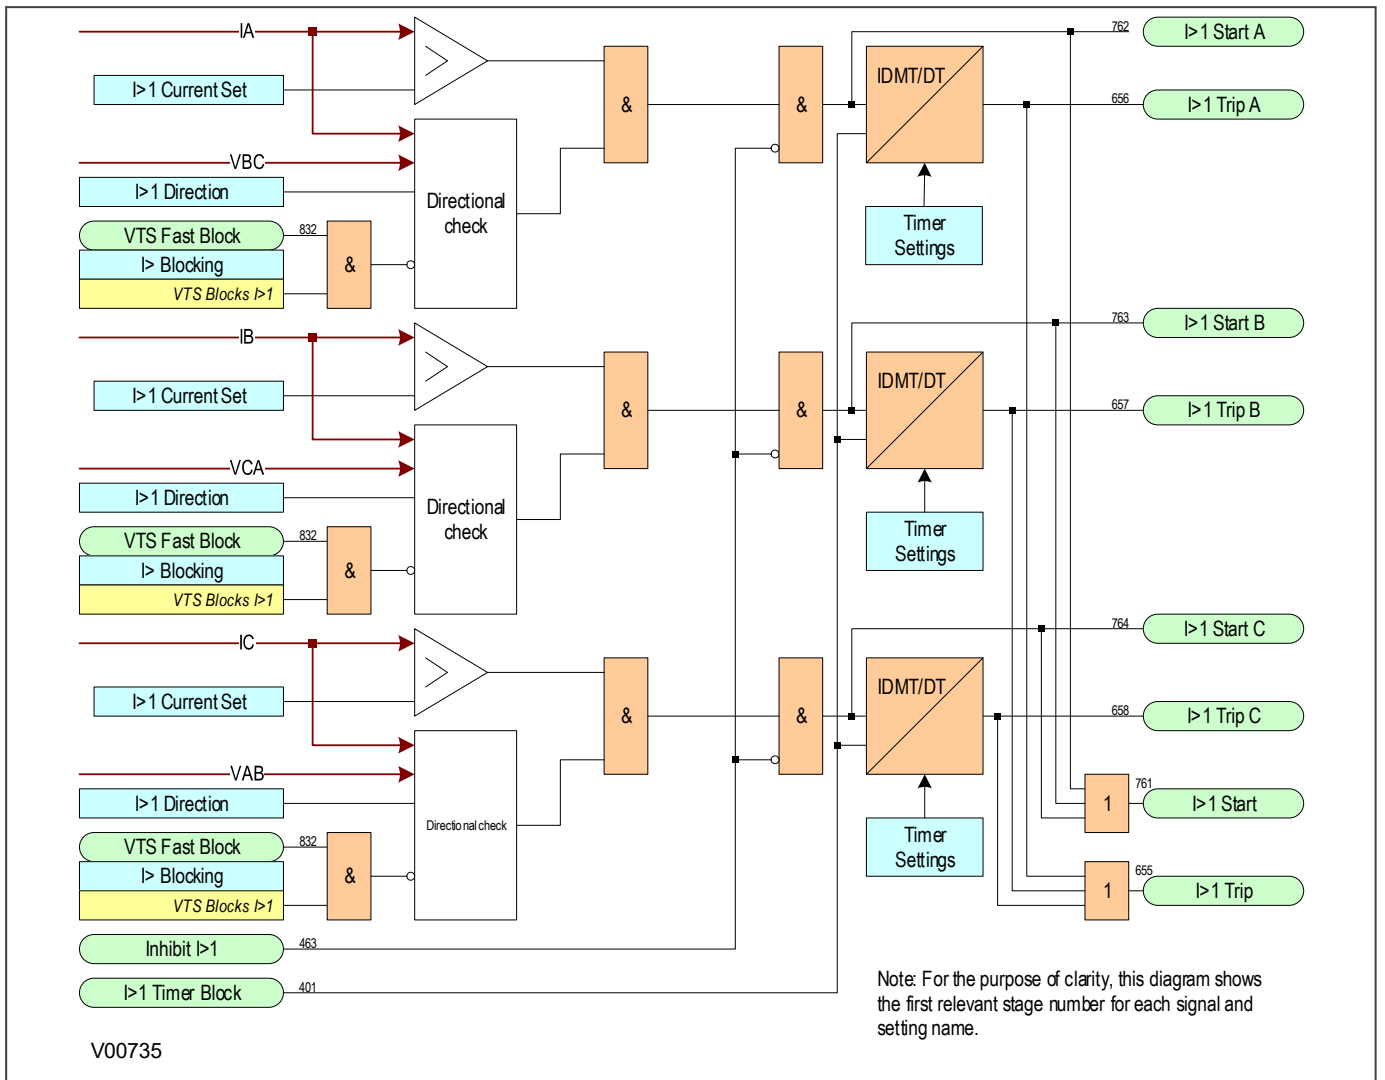 IA
762
I>1 Start A
I>1 Current Set
&
&
IDMT/DT
656
I>1 Trip A
VBC
I>1 Direction
Directional
check
Timer
Settings
VTS Fast Block
832
I> Blocking
&
VTS Blocks I>1
IB
763
I>1 Start B
I>1 Current Set
&
&
IDMT/DT
657
I>1 Trip B
VCA
I>1 Direction
Directional
check
Timer
Settings
VTS Fast Block
832
I> Blocking
&
VTS Blocks I>1
IC
764
I>1 Start C
I>1 Current Set
&
&
IDMT/DT
658
I>1 Trip C
VAB
I>1 Direction
Directional check
Timer
Settings
1
761
I>1 Start
VTS Fast Block
832
I> Blocking
&
VTS Blocks I>1
1
655
I>1 Trip
Inhibit I>1
463
I>1 Timer Block
401
Note: For the purpose of clarity, this diagram shows
the first relevant stage number for each signal and
setting name.
V00735